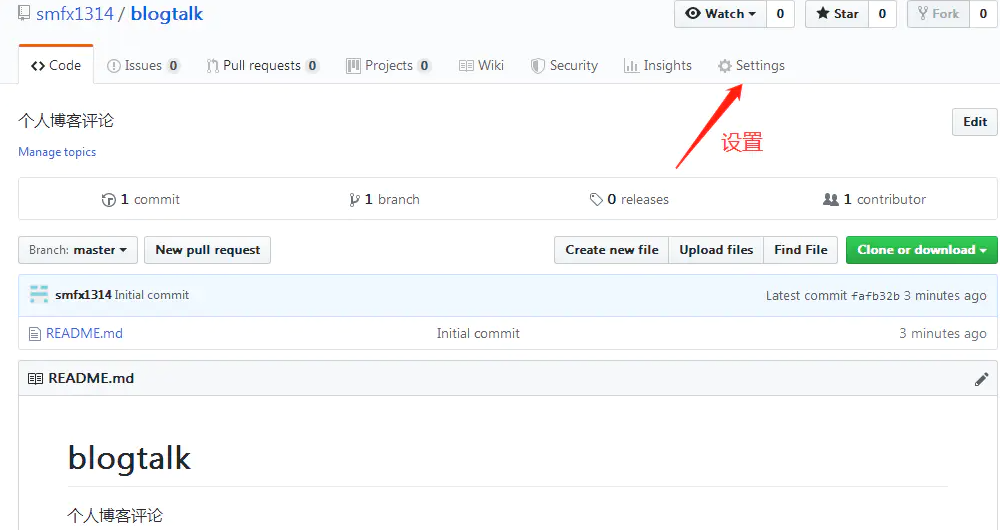 smfx1314 / blogtalk
Watch 0 Star 0 Fork 0
Code Issues 0 Pull requests 0 Projects 0 Wiki Security Insights Settings
个人博客评论
Edit
设置
Manage topics
1 commit 1 branch 0 releases 1 contributor
Branch: master New pull request Create new file Upload files Find File Clone or download
smfx1314 Initial commit Latest commit fafb32b 3 minutes ago
README.md Initial commit 3 minutes ago
README.md
blogtalk
个人博客评论